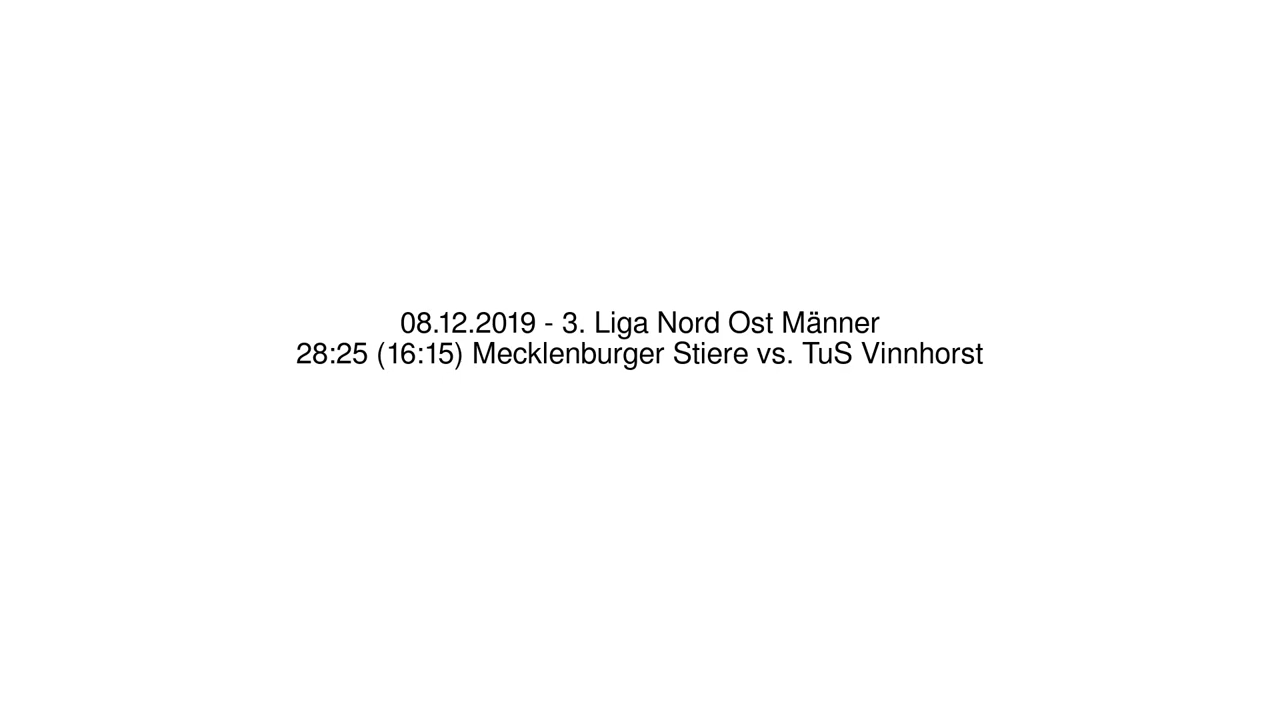 08.12.2019 - 3. Liga Nord Ost Männer
28:25 (16:15) Mecklenburger Stiere vs. TuS Vinnhorst